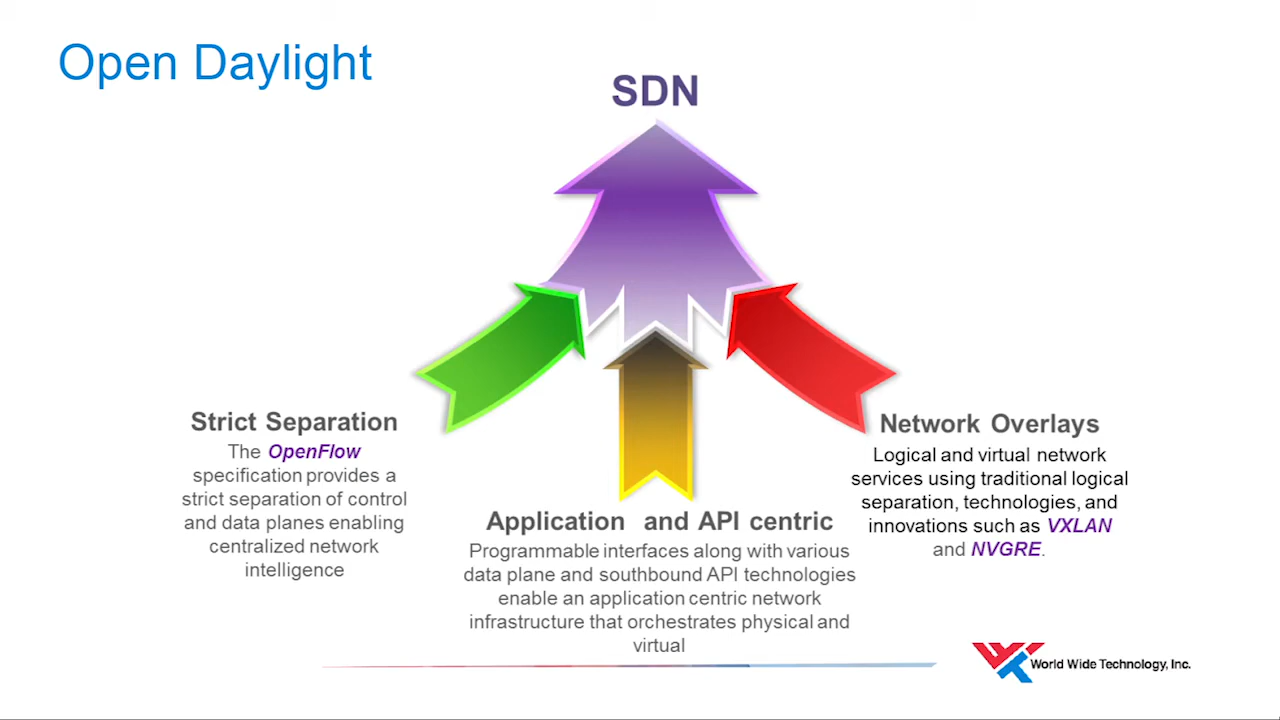 Open Daylight
SDN
Strict Separation
The OpenFlow
specification provides a
strict separation of control
and data planes enabling
centralized network
intelligence
Application and API centric
Programmable interfaces along with various
data plane and southbound API technologies
enable an application centric network
infrastructure that orchestrates physical and
virtual
Network Overlays
Logical and virtual network
services using traditional logical
separation, technologies, and
innovations such as VXLAN
and NVGRE.
World Wide Technology, Inc.